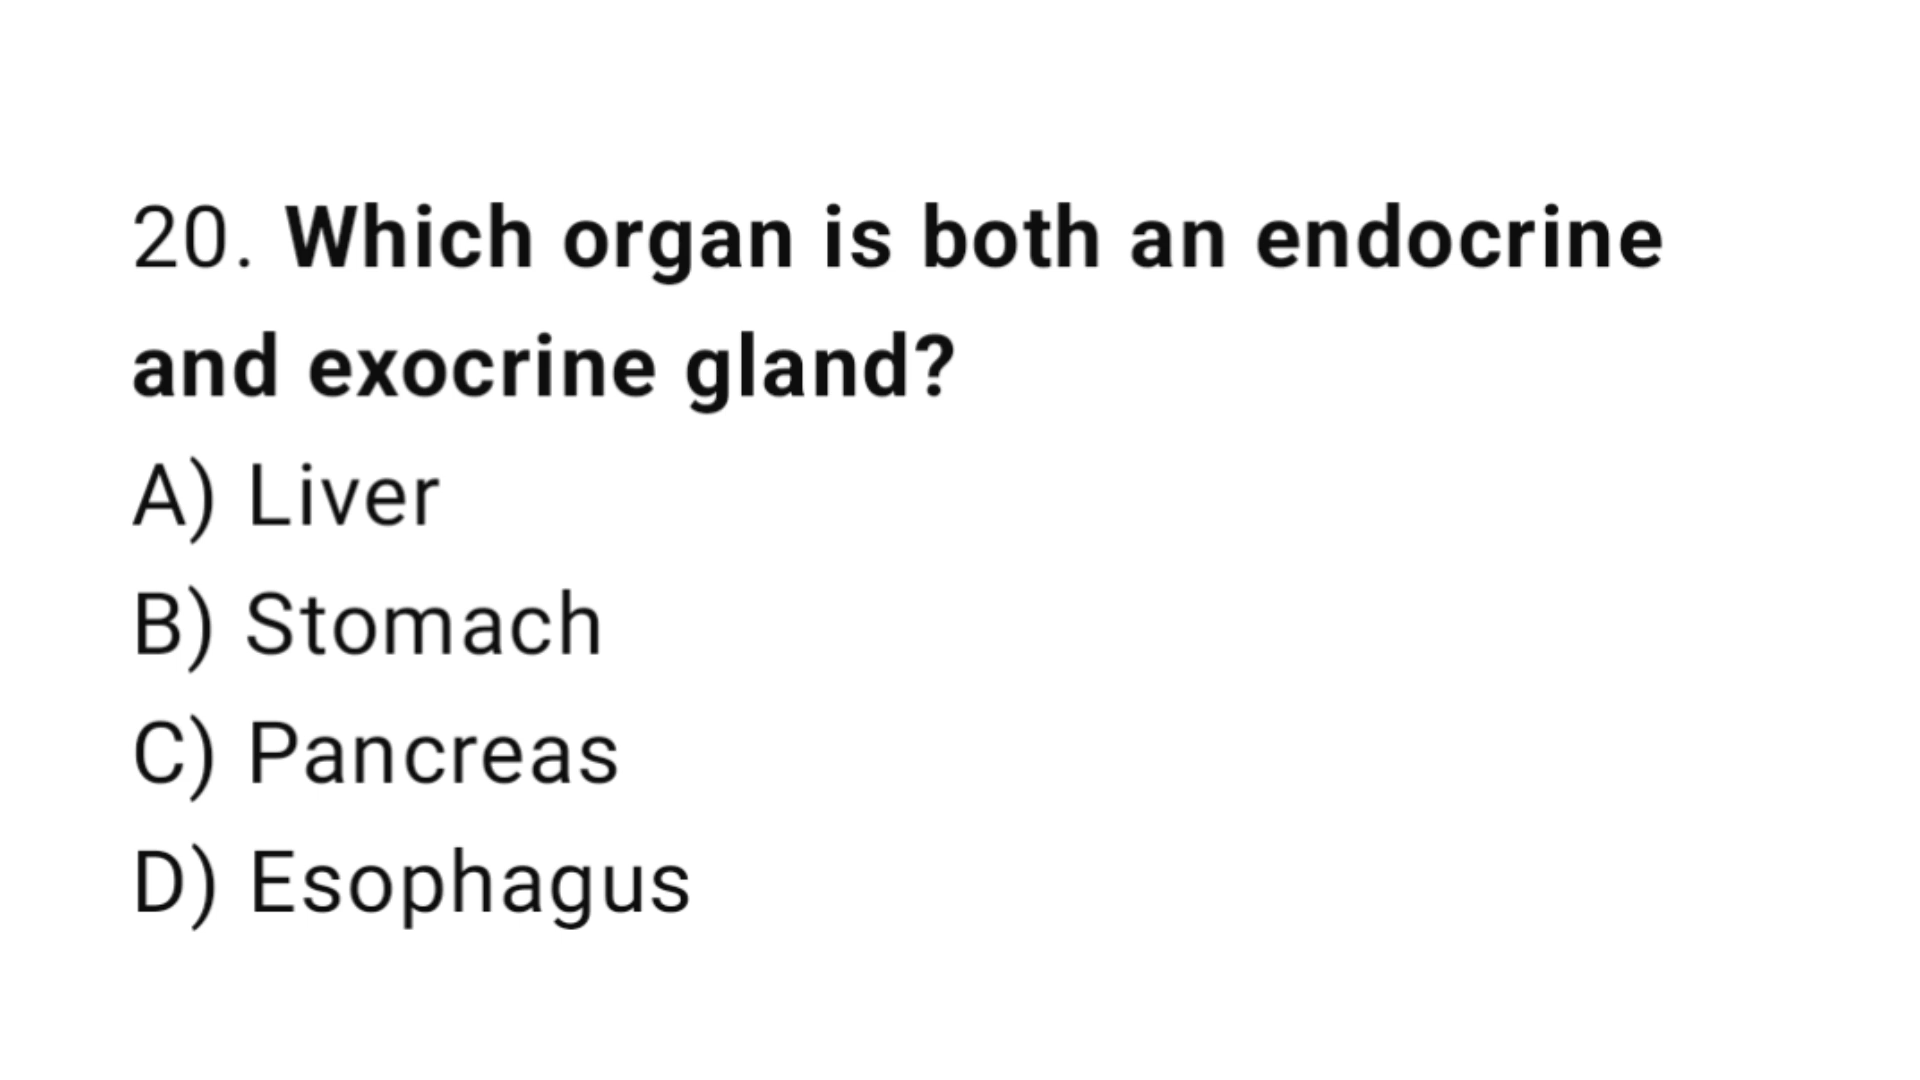 20. Which organ is both an endocrine
and exocrine gland?
A) Liver
B) Stomach
C) Pancreas
D) Esophagus